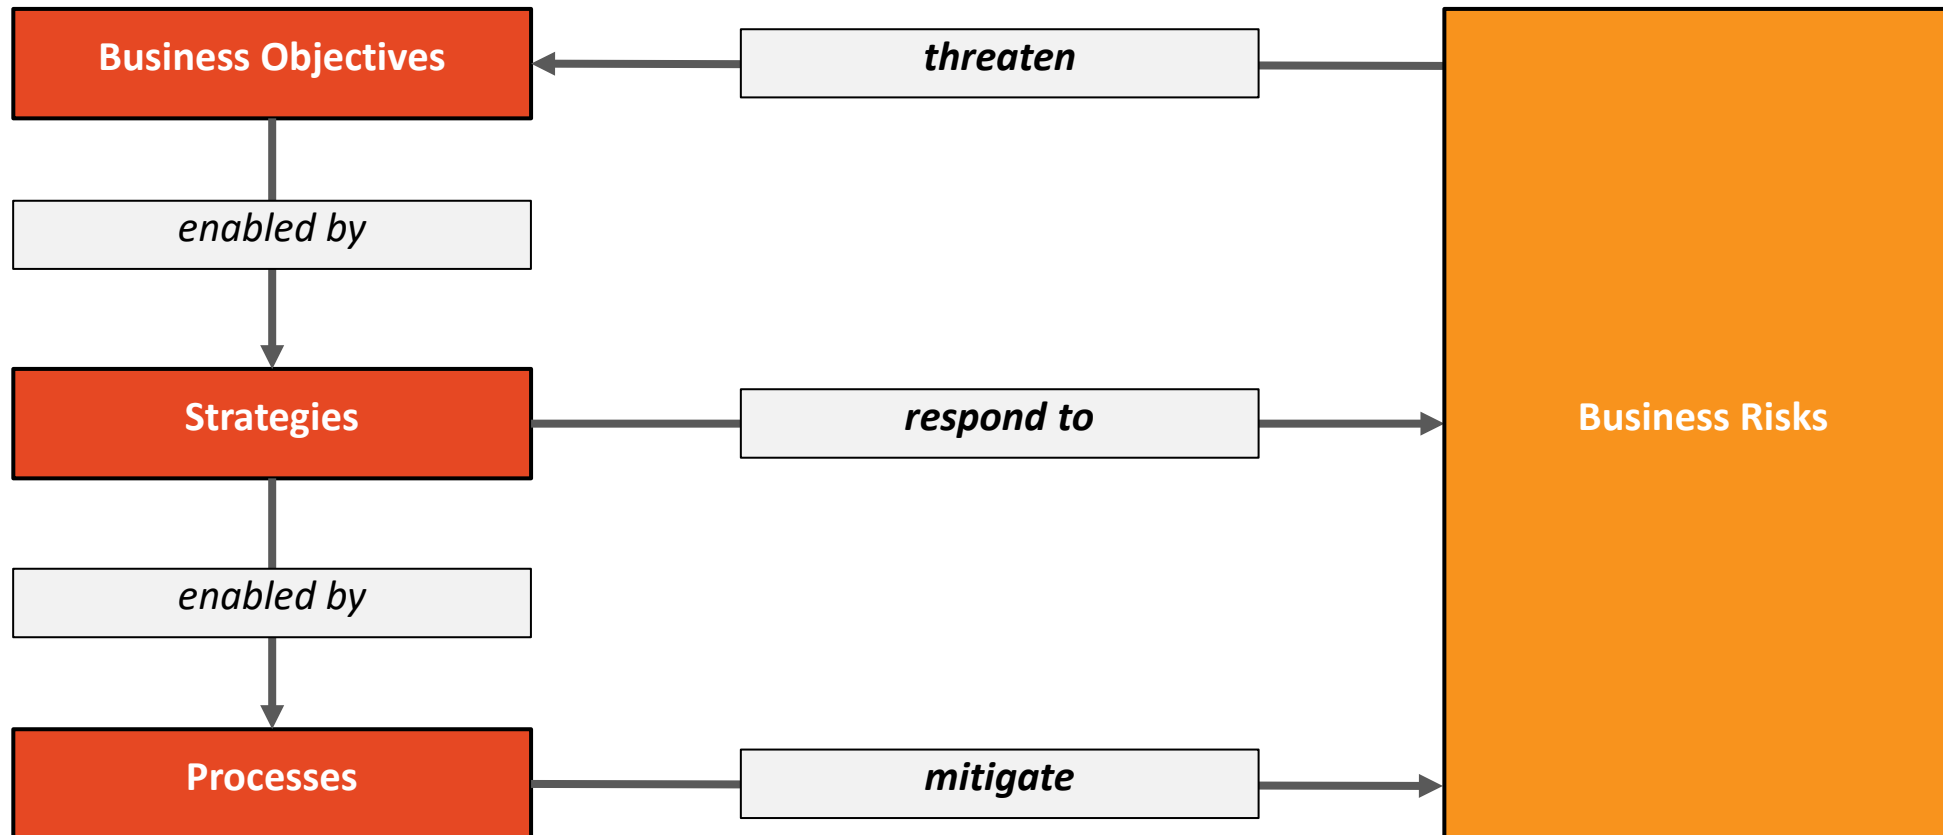 Business Objectives
threaten
enabled by
Strategies
respond to
Business Risks
enabled by
Processes
mitigate